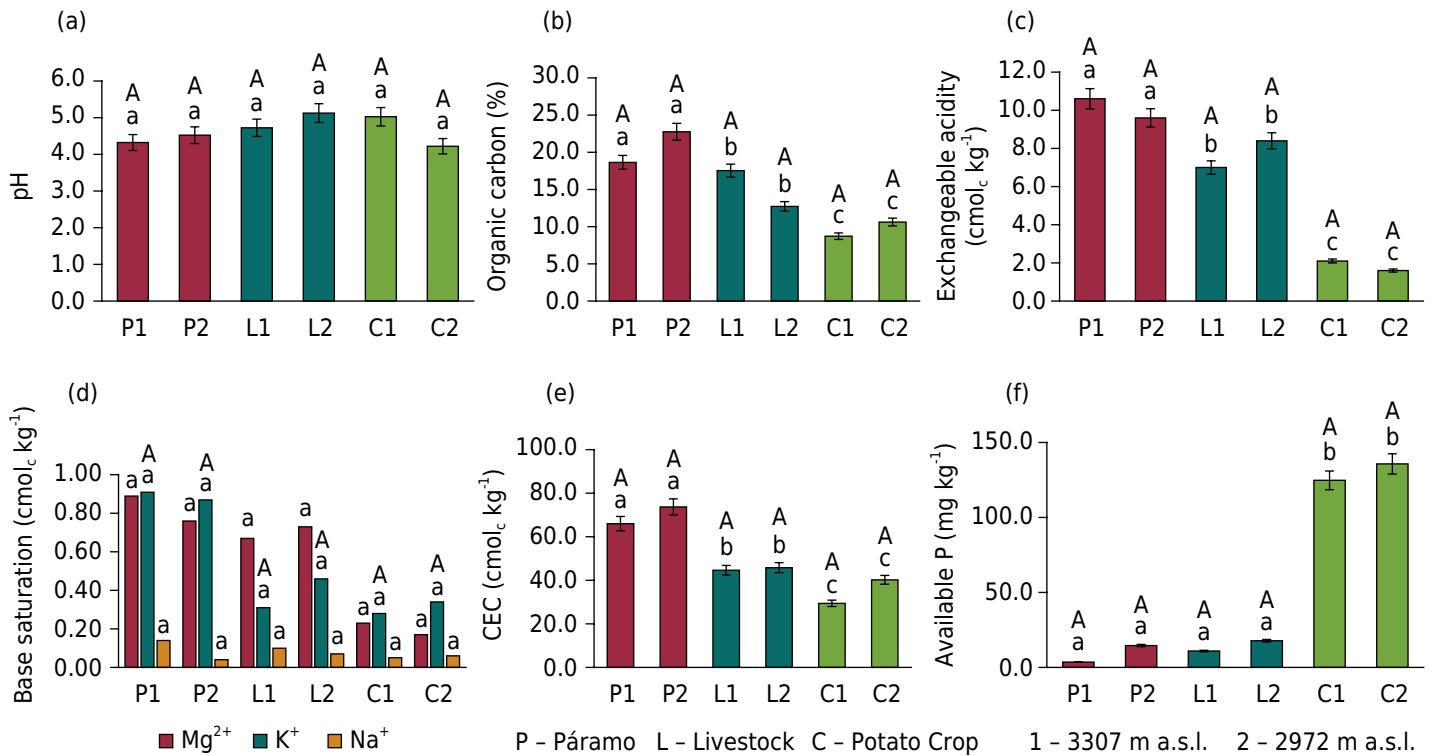 (a)
A A A A A A
a a a a a a
pH
6.0
5.0
4.0
3.0
2.0
1.0
0.0
P1 P2 L1 L2 C1 C2
(b)
A A A A A A
a a b b c c
Organic carbon (%)
30.0
25.0
20.0
15.0
10.0
5.0
0.0
P1 P2 L1 L2 C1 C2
(c)
A A A A A A
a a b b c c
Exchangeable acidity
(cmolc kg-1)
12.0
10.0
8.0
6.0
4.0
2.0
0.0
P1 P2 L1 L2 C1 C2
(d)
A A A A A A
a a a a a a a a a a a a a a a a a a
Base saturation (cmolc kg-1)
1.00
0.80
0.60
0.40
0.20
0.00
P1 P2 L1 L2 C1 C2
Mg2+ K+ Na+
(e)
A A A A A A
a a b b c c
CEC (cmolc kg-1)
100.0
80.0
60.0
40.0
20.0
0.0
P1 P2 L1 L2 C1 C2
(f)
A A A A A A
a a a a b b
Available P (mg kg-1)
150.0
100.0
50.0
0.0
P1 P2 L1 L2 C1 C2
P – Páramo L – Livestock C – Potato Crop 1 – 3307 m a.s.l. 2 – 2972 m a.s.l.